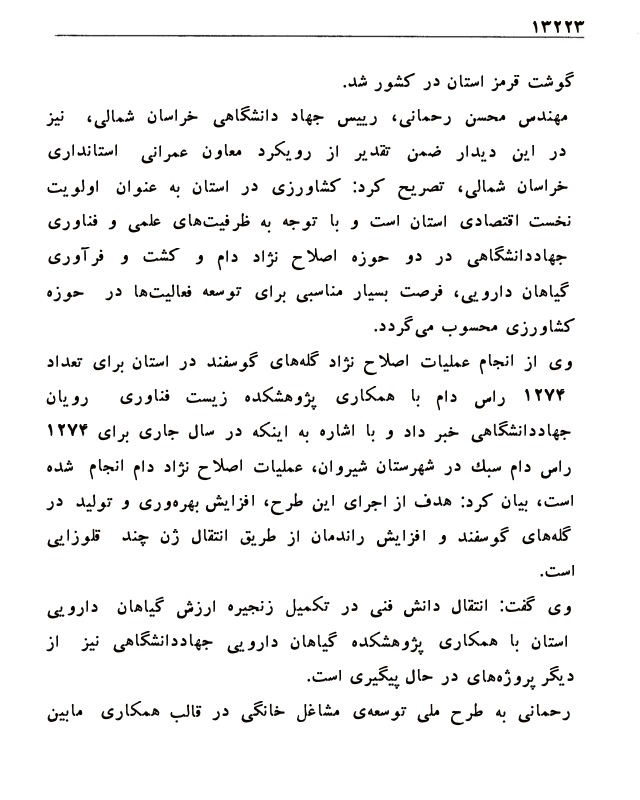 ۱۳۲۲۳
گوشت قرمز استان در کشور شد.
مهندس محسن رحمانی، رییس جهاد دانشگاهی خراسان شمالی، نیز
در این دیدار ضمن تقدیر از رویکرد معاون عمرانی استانداری
خراسان شمالی، تصریح کرد: کشاورزی در استان به عنوان اولویت
نخست اقتصادی استان است و با توجه به ظرفیت‌های علمی و فناوری
جهاددانشگاهی در دو حوزه اصلاح نژاد دام و کشت و فرآوری
گیاهان دارویی، فرصت بسیار مناسبی برای توسعه فعالیت‌ها در حوزه
کشاورزی محسوب می‌گردد.
وی از انجام عملیات اصلاح نژاد گله‌های گوسفند در استان برای تعداد
۱۲۷۴ راس دام با همکاری پژوهشکده زیست فناوری رویان
جهاددانشگاهی خبر داد و با اشاره به اینکه در سال جاری برای ۱۲۷۴
راس دام سبك در شهرستان شیروان، عملیات اصلاح نژاد دام انجام شده
است، بیان کرد: هدف از اجرای این طرح، افزایش بهره‌وری و تولید در
گله‌های گوسفند و افزایش راندمان از طریق انتقال ژن چند قلوزایی
است.
وی گفت: انتقال دانش فنی در تکمیل زنجیره ارزش گیاهان دارویی
استان با همکاری پژوهشکده گیاهان دارویی جهاددانشگاهی نیز از
دیگر پروژه‌های در حال پیگیری است.
رحمانی به طرح ملی توسعه‌ی مشاغل خانگی در قالب همکاری مابین